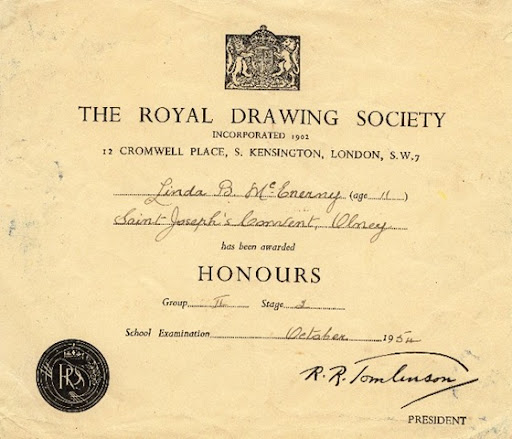 THE ROYAL DRAWING SOCIETY
INCORPORATED 1902
12 CROMWELL PLACE, S. KENSINGTON, LONDON, S.W.7
Linda B. McEnerny (age 11)
Saint Joseph's Convent, Olney
has been awarded
HONOURS
Group II Stage
School Examination October 1954
R. R. Tomlinson
PRESIDENT
RDS